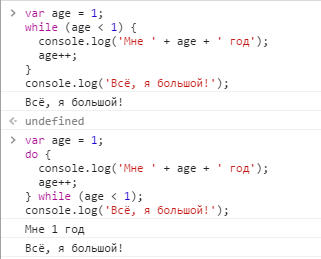 > var age = 1;
while (age < 1) {
  console.log('Мне ' + age + ' год');
  age++;
}
console.log('Всё, я большой!');
Всё, я большой!
< undefined
> var age = 1;
do {
  console.log('Мне ' + age + ' год');
  age++;
} while (age < 1);
console.log('Всё, я большой!');
Мне 1 год
Всё, я большой!